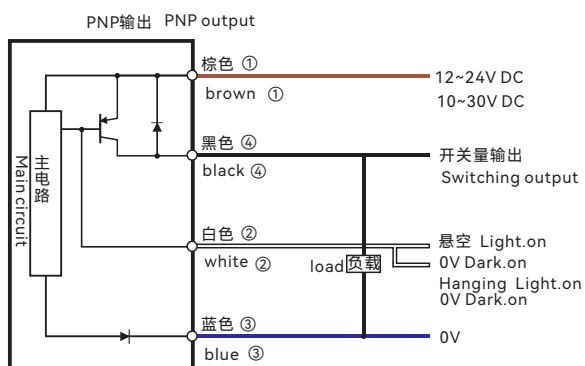 PNP输出 PNP output
棕色 ①
brown ①
12~24V DC
10~30V DC
黑色 ④
black ④
开关量输出
Switching output
主电路
Main circuit
白色 ②
white ②
悬空 Light.on
0V Dark.on
Hanging Light.on
0V Dark.on
load 负载
蓝色 ③
blue ③
0V